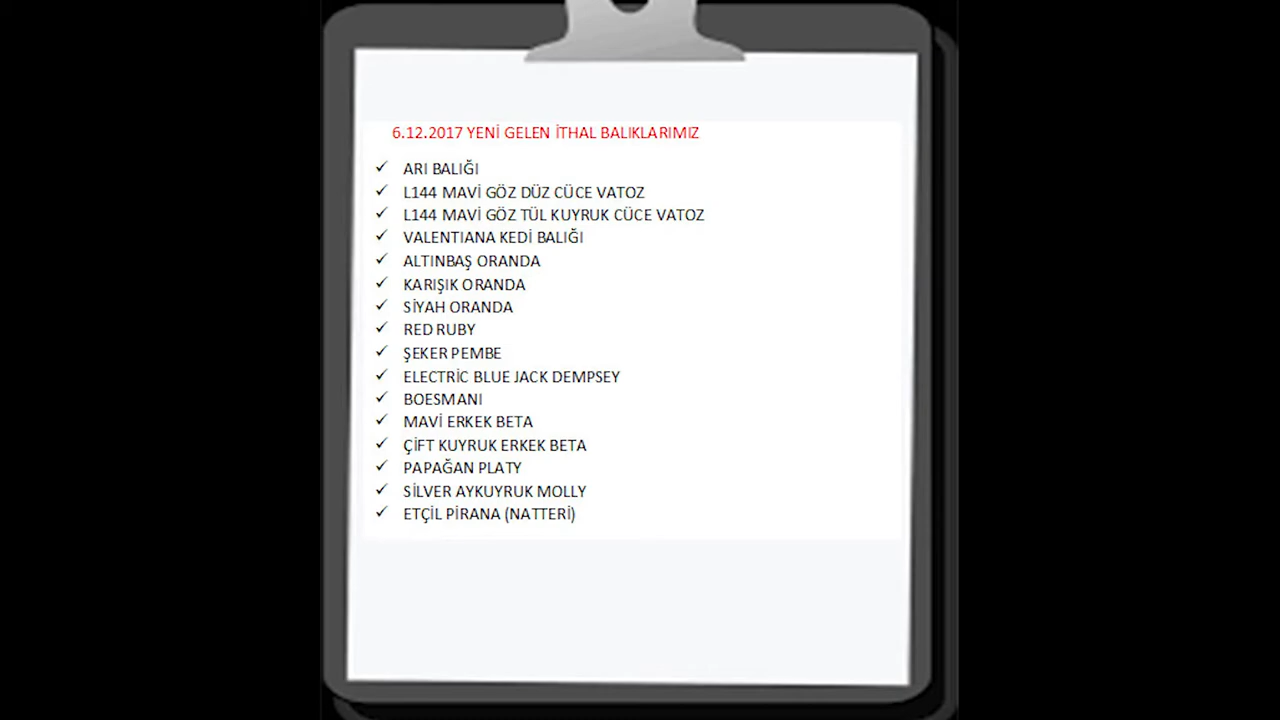 6.12.2017 YENİ GELEN İTHAL BALIKLARIMIZ
ARI BALIĞI
L144 MAVİ GÖZ DÜZ CÜCE VATOZ
L144 MAVİ GÖZ TÜL KUYRUK CÜCE VATOZ
VALENTIANA KEDİ BALIĞI
ALTINBAŞ ORANDA
KARIŞIK ORANDA
SİYAH ORANDA
RED RUBY
ŞEKER PEMBE
ELECTRİC BLUE JACK DEMPSEY
BOESMANI
MAVİ ERKEK BETA
ÇİFT KUYRUK ERKEK BETA
PAPAĞAN PLATY
SİLVER AYKUYRUK MOLLY
ETÇİL PİRANA (NATTERİ)